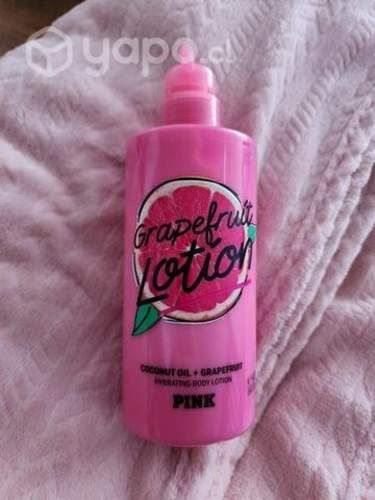 yapo.cl
Grapefruit
Lotion
COCONUT OIL + GRAPEFRUIT
HYDRATING BODY LOTION
PINK